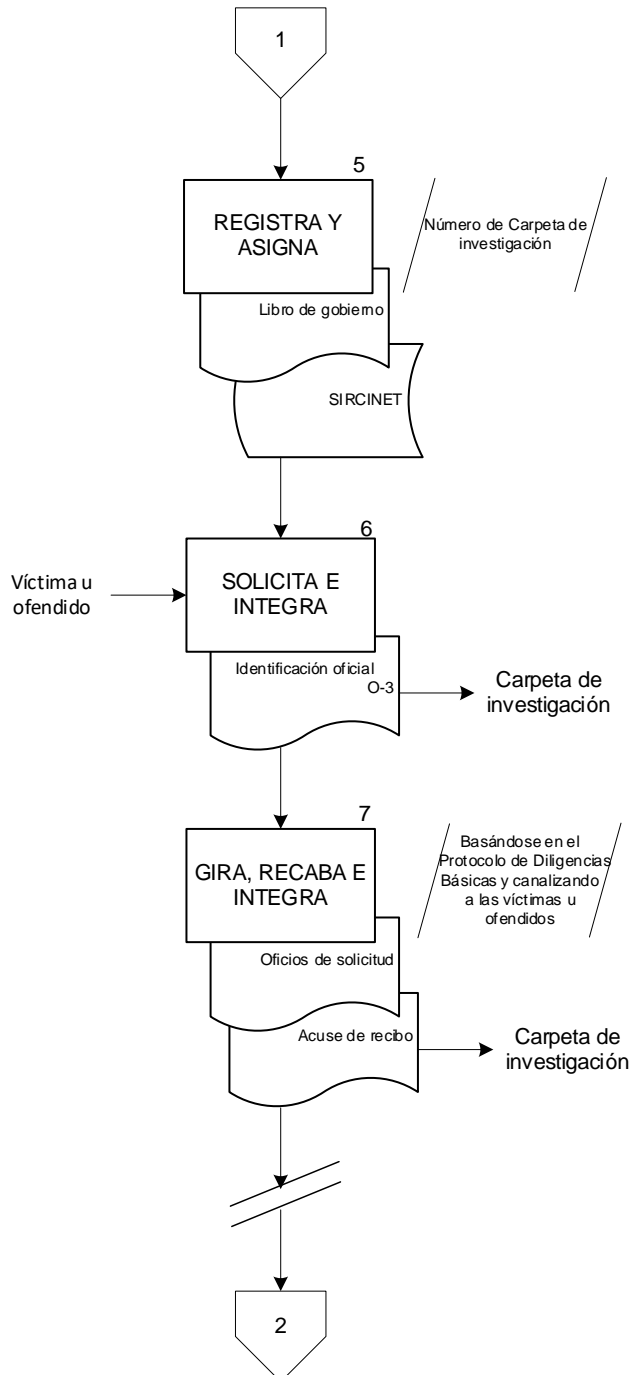 1
5
REGISTRA Y
ASIGNA
Número de Carpeta de
investigación
Libro de gobierno
SIRCINET
6
Víctima u
ofendido
SOLICITA E
INTEGRA
Identificación oficial
O-3
Carpeta de
investigación
7
GIRA, RECABA E
INTEGRA
Basándose en el
Protocolo de Diligencias
Básicas y canalizando
a las víctimas u
ofendidos
Oficios de solicitud
Acuse de recibo
Carpeta de
investigación
2